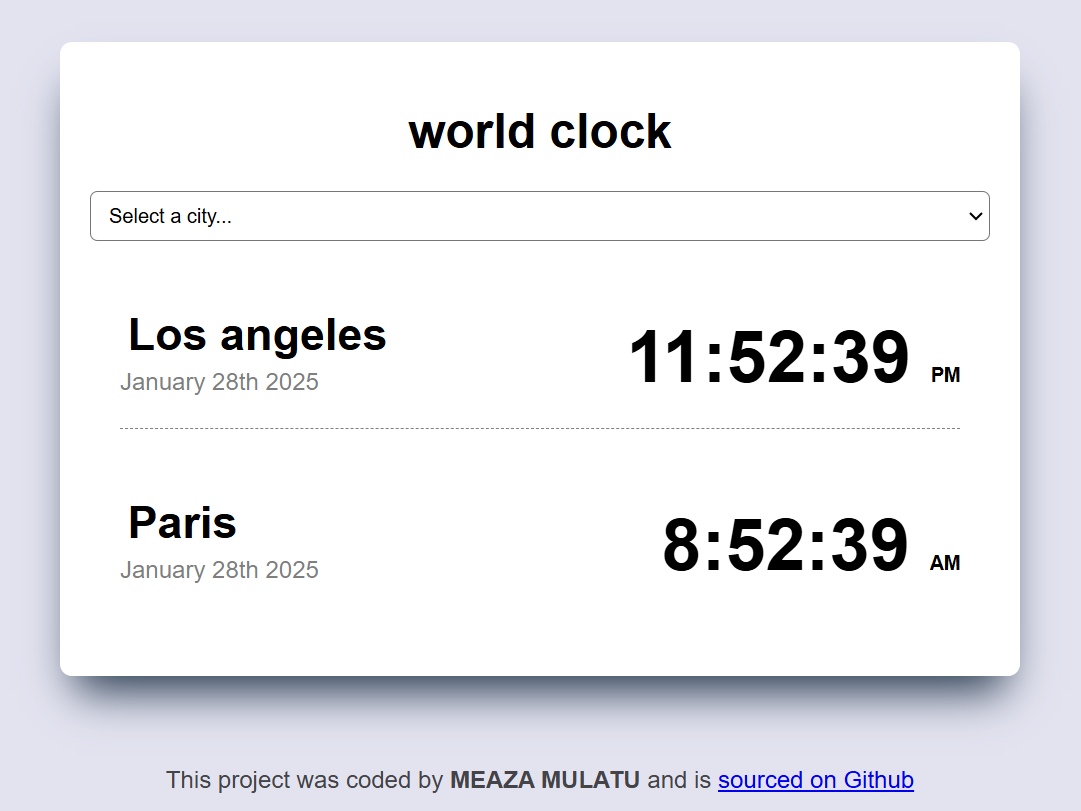 world clock
Select a city...
Los angeles
January 28th 2025
11:52:39 PM
Paris
January 28th 2025
8:52:39 AM
This project was coded by MEAZA MULATU and is sourced on Github